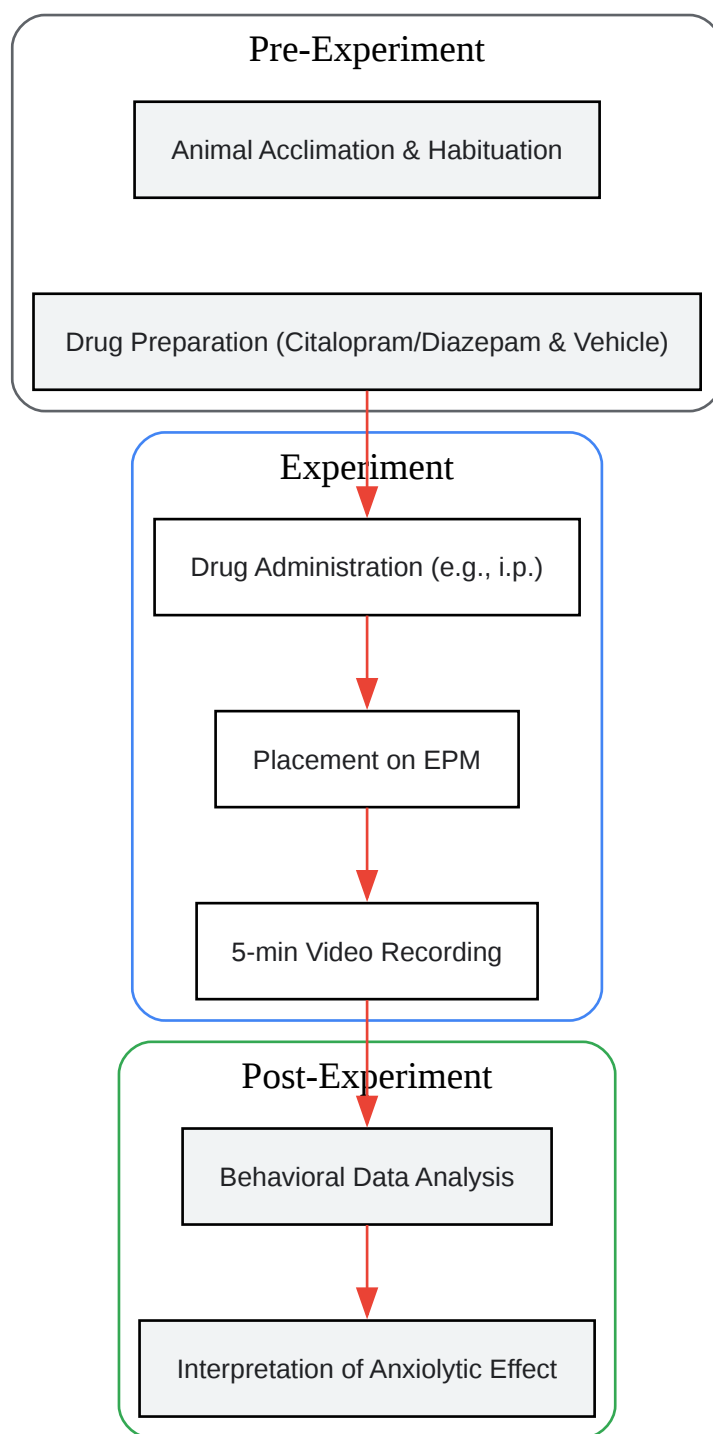 Pre-Experiment
Animal Acclimation & Habituation
Drug Preparation (Citalopram/Diazepam & Vehicle)
Experiment
Drug Administration (e.g., i.p.)
Placement on EPM
5-min Video Recording
Post-Experiment
Behavioral Data Analysis
Interpretation of Anxiolytic Effect